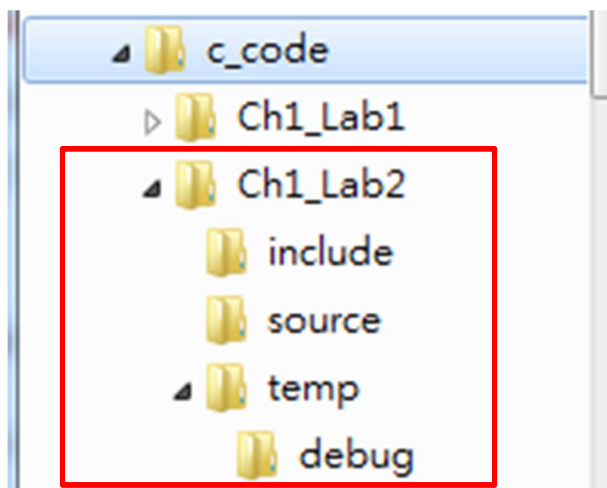 c_code
Ch1_Lab1
Ch1_Lab2
include
source
temp
debug